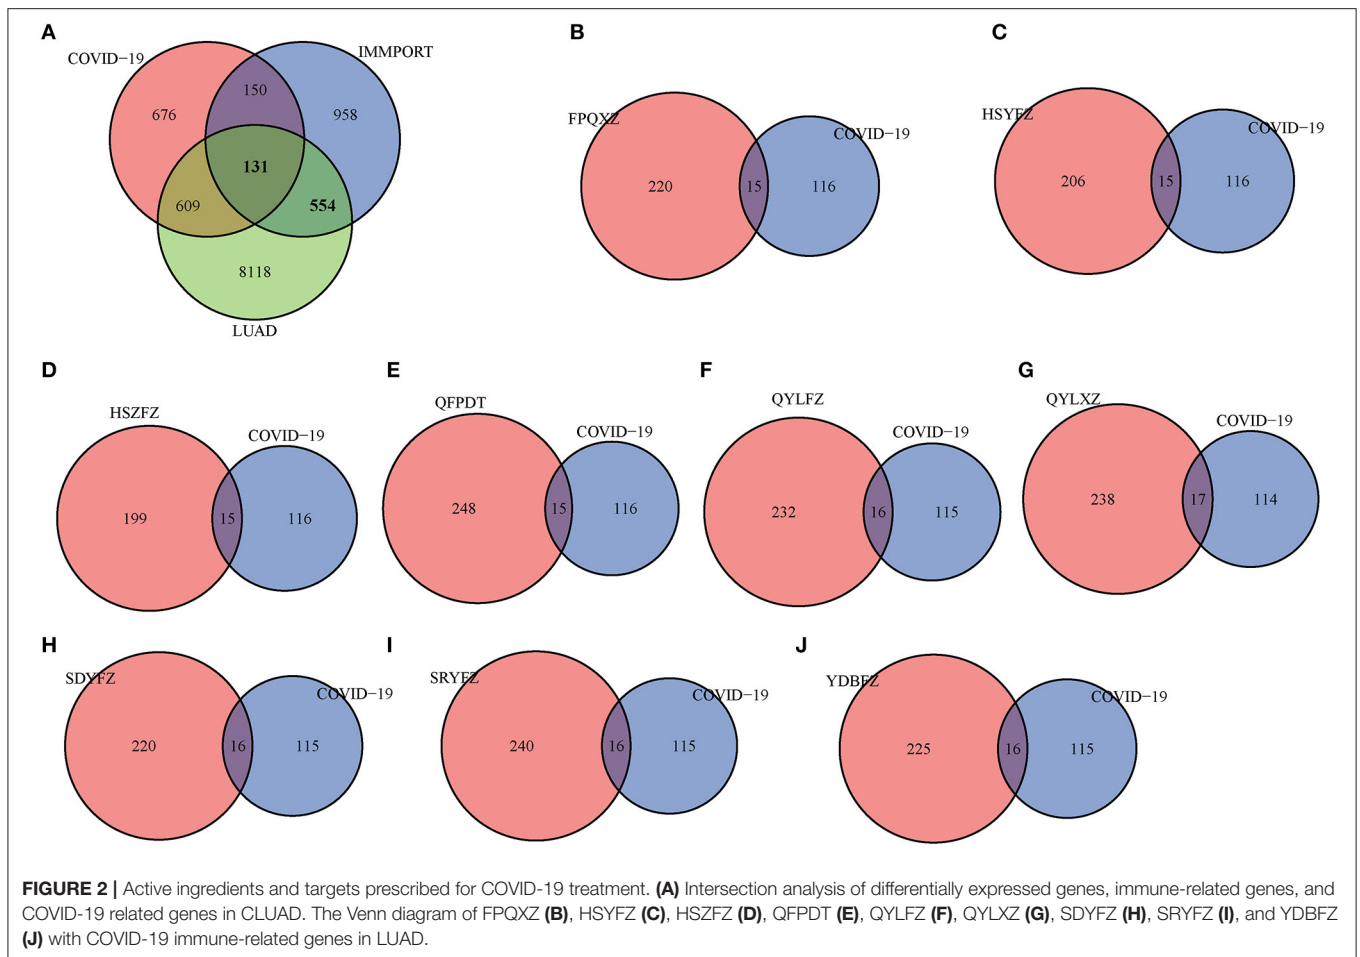 A
COVID−19
IMMPORT
150
676
958
131
609
554
8118
LUAD
B
FPQXZ
COVID−19
220
15
116
C
HSYFZ
COVID−19
206
15
116
D
HSZFZ
COVID−19
199
15
116
E
QFPDT
COVID−19
248
15
116
F
QYLFZ
COVID−19
232
16
115
G
QYLXZ
COVID−19
238
17
114
H
SDYFZ
COVID−19
220
16
115
I
SRYFZ
COVID−19
240
16
115
J
YDBFZ
COVID−19
225
16
115
FIGURE 2 | Active ingredients and targets prescribed for COVID-19 treatment. (A) Intersection analysis of differentially expressed genes, immune-related genes, and
COVID-19 related genes in CLUAD. The Venn diagram of FPQXZ (B), HSYFZ (C), HSZFZ (D), QFPDT (E), QYLFZ (F), QYLXZ (G), SDYFZ (H), SRYFZ (I), and YDBFZ
(J) with COVID-19 immune-related genes in LUAD.